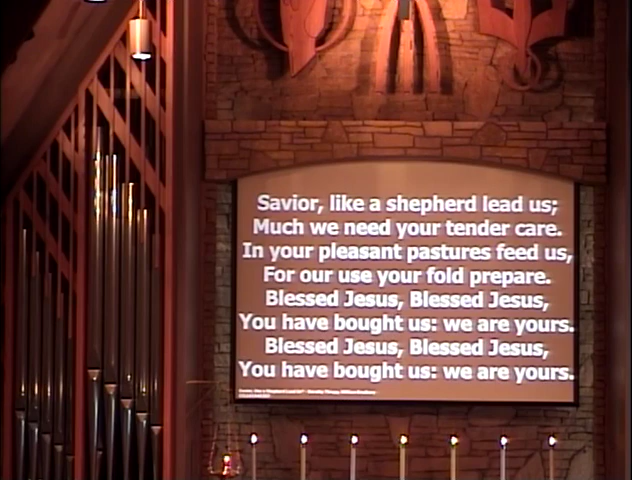 Savior, like a shepherd lead us;
Much we need your tender care.
In your pleasant pastures feed us,
For our use your fold prepare.
Blessed Jesus, Blessed Jesus,
You have bought us: we are yours.
Blessed Jesus, Blessed Jesus,
You have bought us: we are yours.